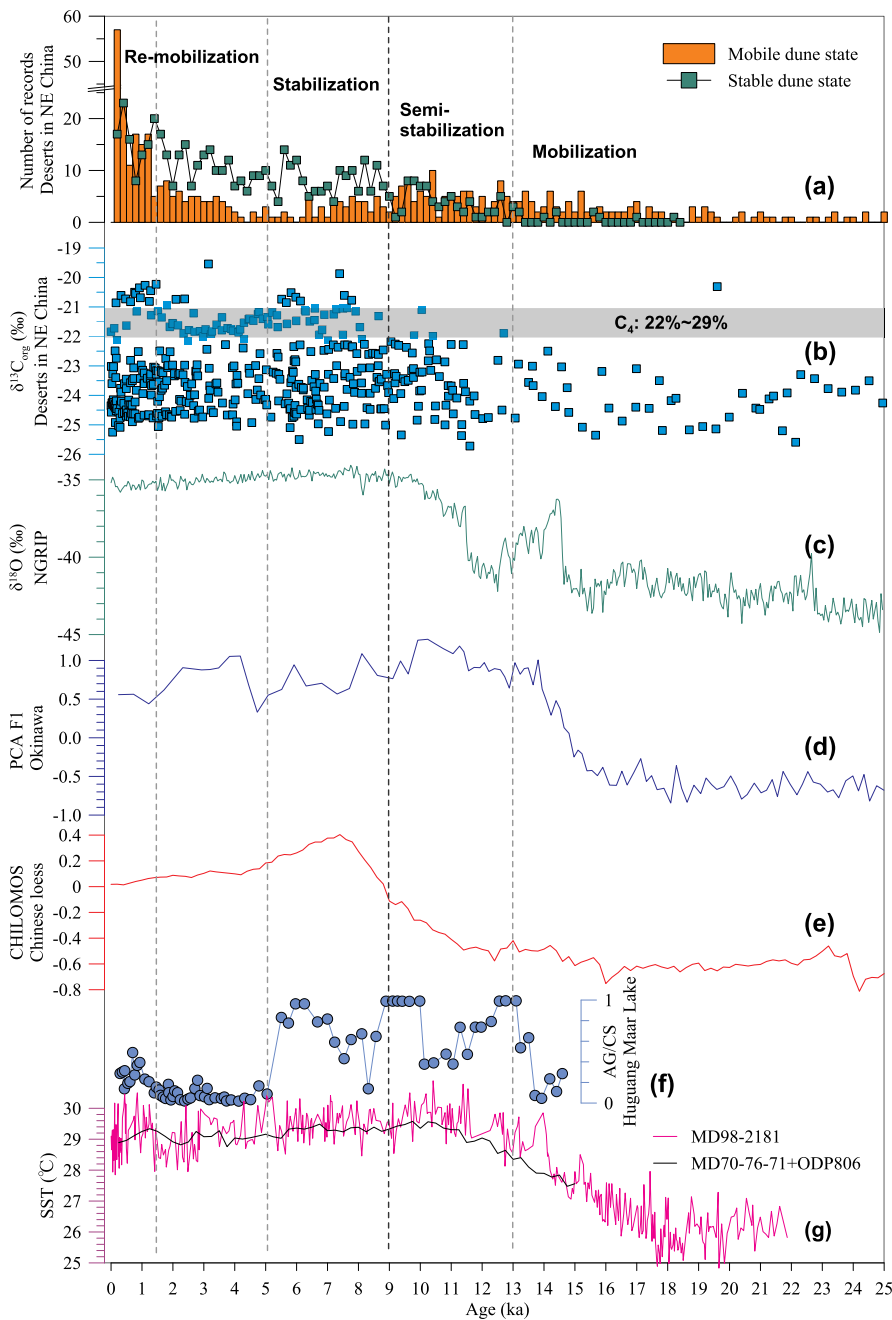 60
50
20
10
0
Number of records
Deserts in NE China
Re-mobilization
Stabilization
Semi-
stabilization
Mobilization
Mobile dune state
Stable dune state
(a)
-19
-20
-21
-22
-23
-24
-25
-26
δ13Corg (‰)
Deserts in NE China
C4: 22%~29%
(b)
-35
-40
-45
δ18O (‰)
NGRIP
(c)
1.0
0.5
0.0
-0.5
-1.0
PCA F1
Okinawa
(d)
0.4
0.2
0
-0.2
-0.4
-0.6
-0.8
CHILOMOS
Chinese loess
(e)
1
0
AG/CS
Huguang Maar Lake
(f)
30
29
28
27
26
25
SST (℃)
MD98-2181
MD70-76-71+ODP806
(g)
0 1 2 3 4 5 6 7 8 9 10 11 12 13 14 15 16 17 18 19 20 21 22 23 24 25
Age (ka)